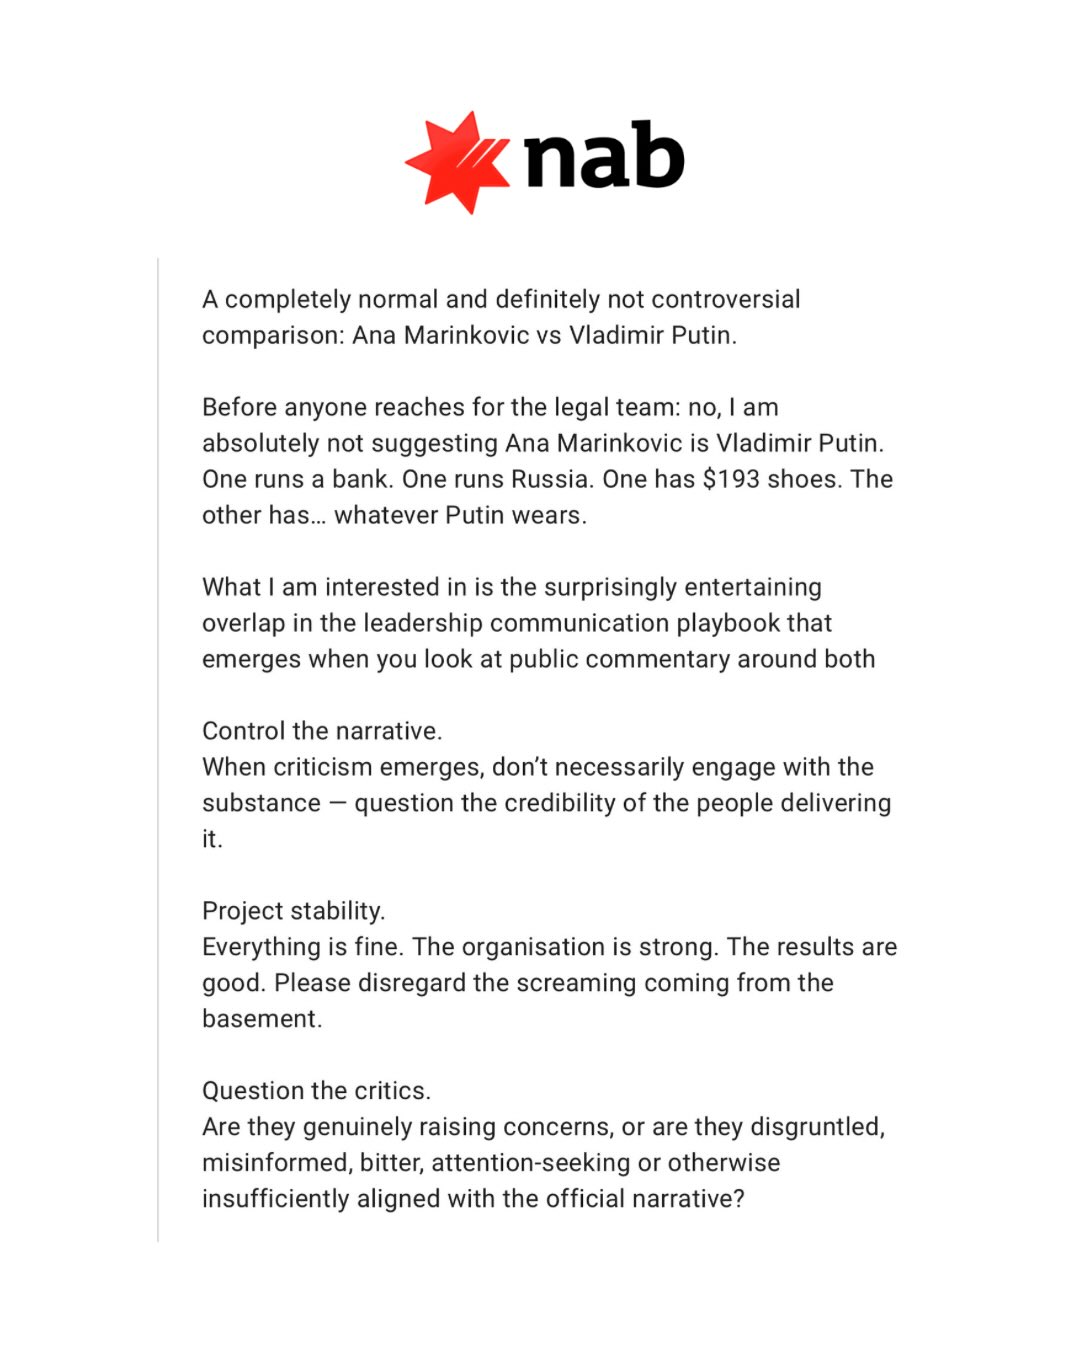 nab
A completely normal and definitely not controversial
comparison: Ana Marinkovic vs Vladimir Putin.
Before anyone reaches for the legal team: no, I am
absolutely not suggesting Ana Marinkovic is Vladimir Putin.
One runs a bank. One runs Russia. One has $193 shoes. The
other has… whatever Putin wears.
What I am interested in is the surprisingly entertaining
overlap in the leadership communication playbook that
emerges when you look at public commentary around both
Control the narrative.
When criticism emerges, don’t necessarily engage with the
substance — question the credibility of the people delivering
it.
Project stability.
Everything is fine. The organisation is strong. The results are
good. Please disregard the screaming coming from the
basement.
Question the critics.
Are they genuinely raising concerns, or are they disgruntled,
misinformed, bitter, attention-seeking or otherwise
insufficiently aligned with the official narrative?